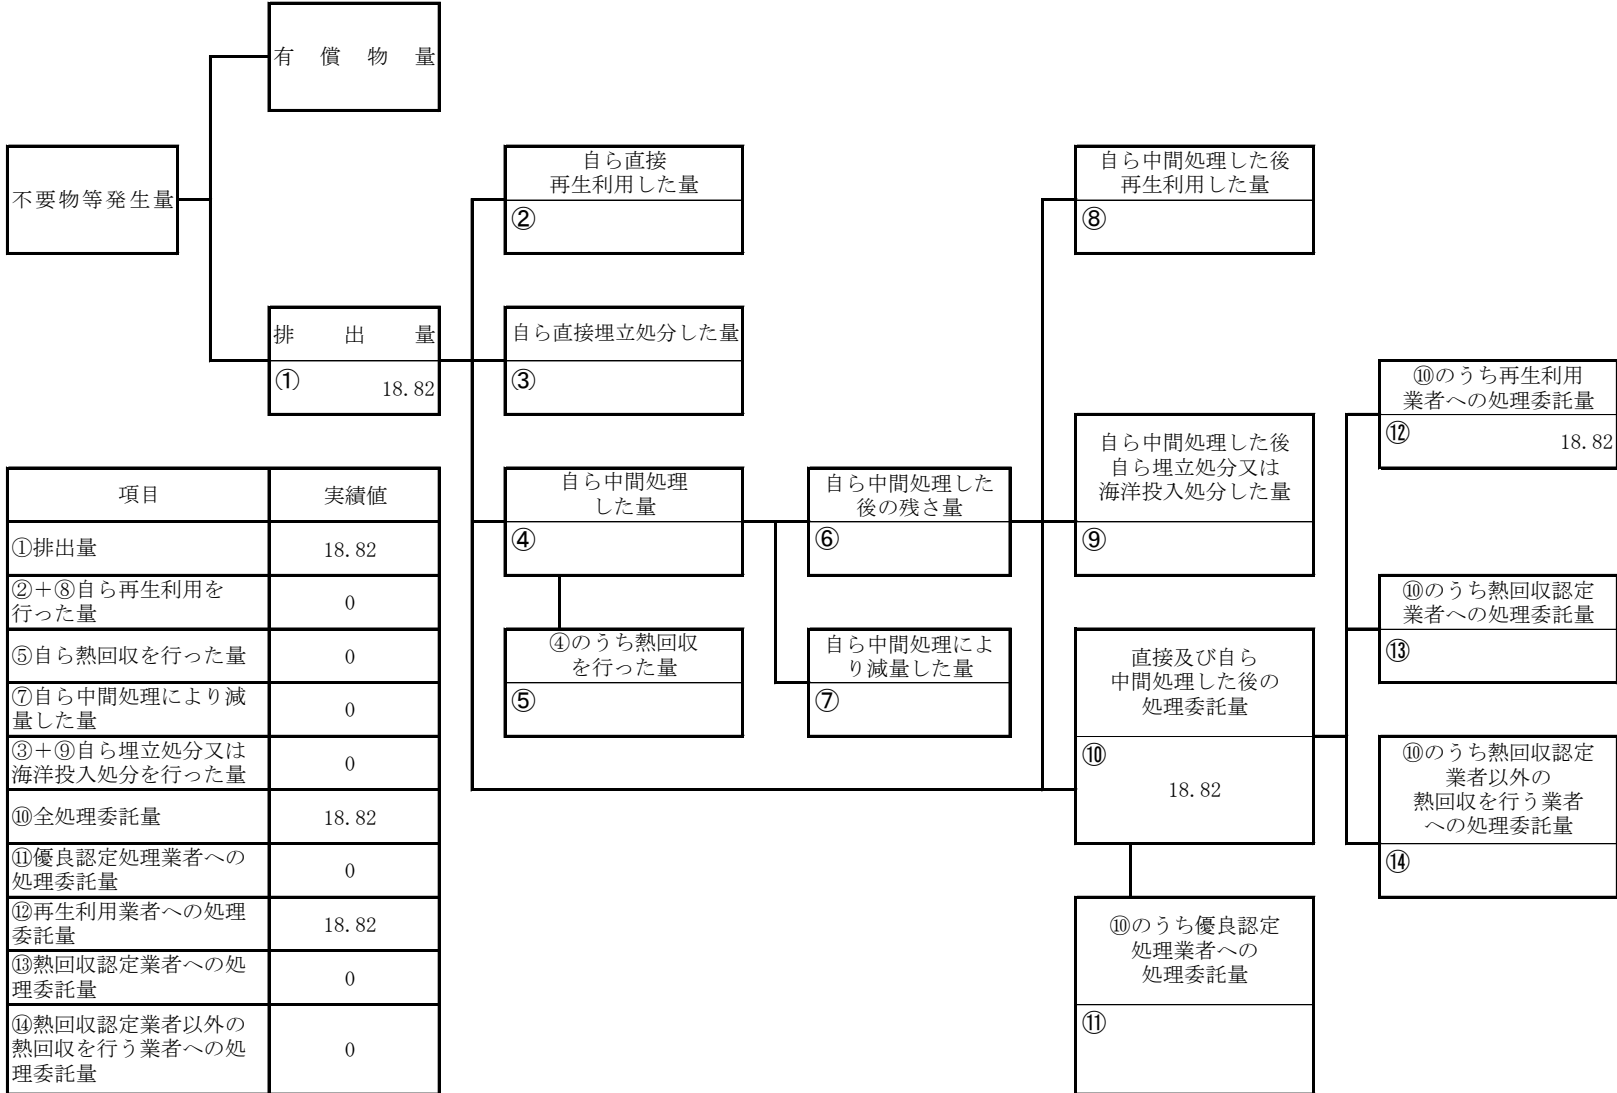 有償物量
不要物等発生量
排出量
① 18.82
自ら直接
再生利用した量
②
自ら直接埋立処分した量
③
自ら中間処理
した量
④
④のうち熱回収
を行った量
⑤
自ら中間処理した
後の残さ量
⑥
自ら中間処理によ
り減量した量
⑦
自ら中間処理した後
再生利用した量
⑧
自ら中間処理した後
自ら埋立処分又は
海洋投入処分した量
⑨
直接及び自ら
中間処理した後の
処理委託量
⑩
18.82
⑩のうち優良認定
処理業者への
処理委託量
⑪
⑩のうち再生利用
業者への処理委託量
⑫ 18.82
⑩のうち熱回収認定
業者への処理委託量
⑬
⑩のうち熱回収認定
業者以外の
熱回収を行う業者
への処理委託量
⑭
項目 実績値
①排出量 18.82
②＋⑧自ら再生利用を
行った量 0
⑤自ら熱回収を行った量 0
⑦自ら中間処理により減
量した量 0
③＋⑨自ら埋立処分又は
海洋投入処分を行った量 0
⑩全処理委託量 18.82
⑪優良認定処理業者への
処理委託量 0
⑫再生利用業者への処理
委託量 18.82
⑬熱回収認定業者への処
理委託量 0
⑭熱回収認定業者以外の
熱回収を行う業者への処
理委託量 0